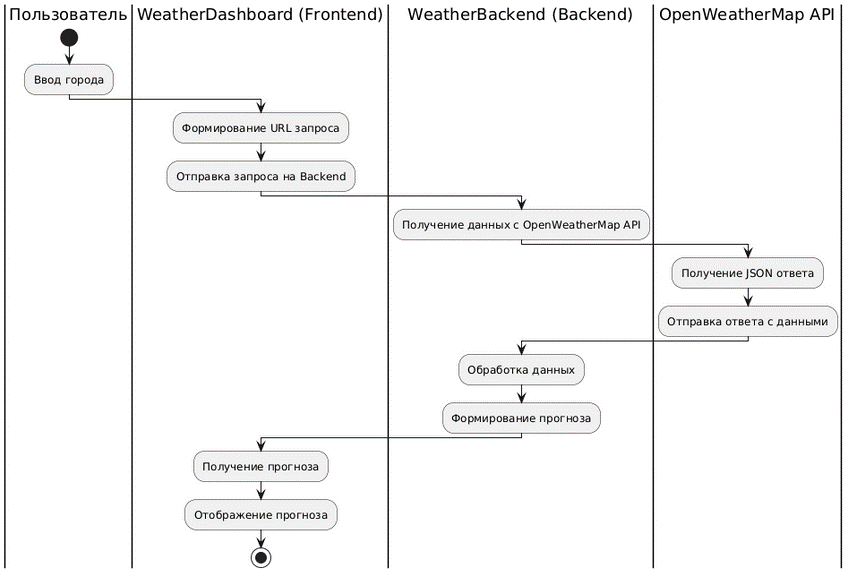 Пользователь
WeatherDashboard (Frontend)
WeatherBackend (Backend)
OpenWeatherMap API
Ввод города
Формирование URL запроса
Отправка запроса на Backend
Получение данных с OpenWeatherMap API
Получение JSON ответа
Отправка ответа с данными
Обработка данных
Формирование прогноза
Получение прогноза
Отображение прогноза